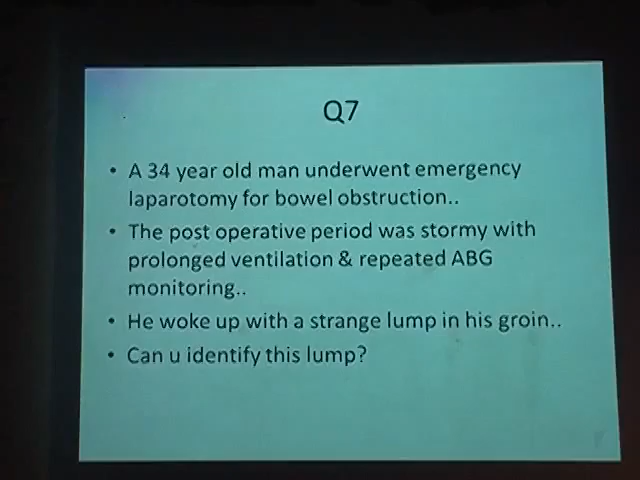 Q7
• A 34 year old man underwent emergency
laparotomy for bowel obstruction..
• The post operative period was stormy with
prolonged ventilation & repeated ABG
monitoring..
• He woke up with a strange lump in his groin..
• Can u identify this lump?